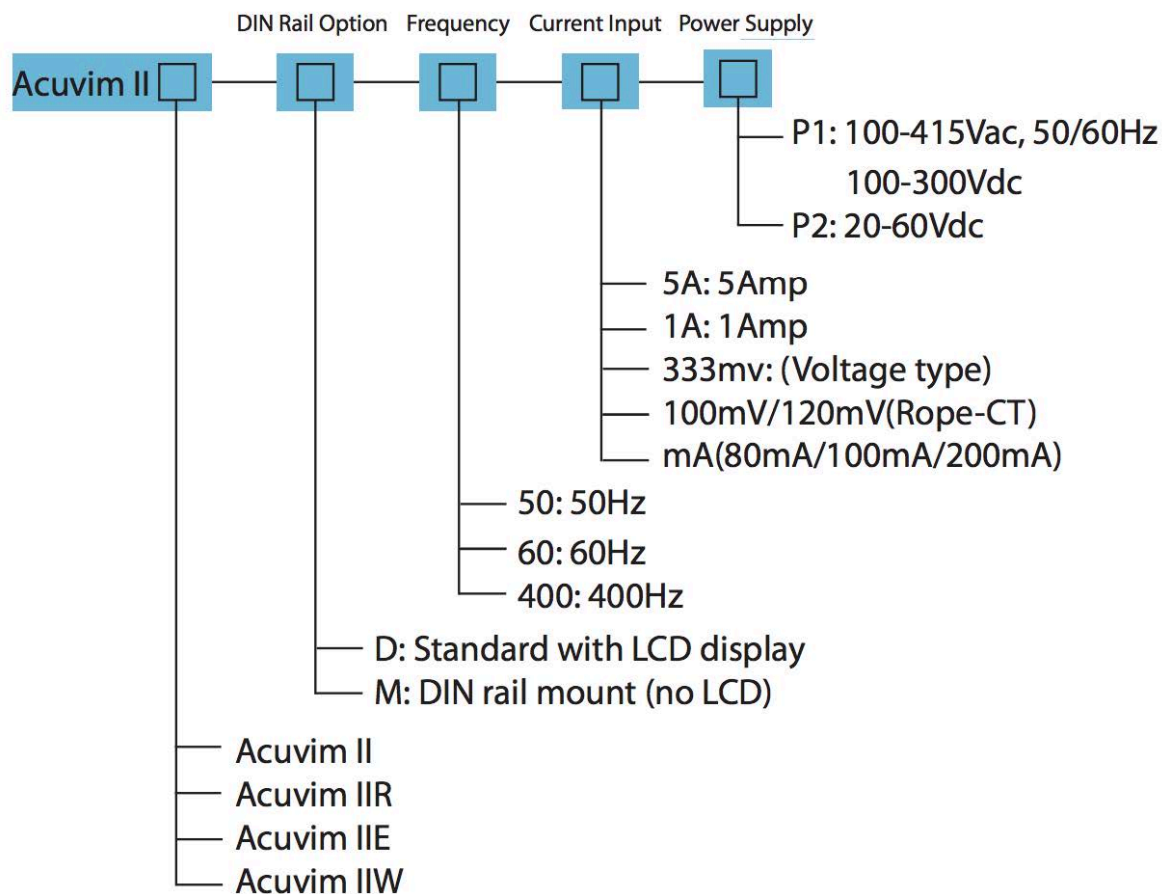 DIN Rail Option Frequency Current Input Power Supply
Acuvim II
P1: 100-415Vac, 50/60Hz
100-300Vdc
P2: 20-60Vdc
5A: 5Amp
1A: 1Amp
333mv: (Voltage type)
100mV/120mV(Rope-CT)
mA(80mA/100mA/200mA)
50: 50Hz
60: 60Hz
400: 400Hz
D: Standard with LCD display
M: DIN rail mount (no LCD)
Acuvim II
Acuvim IIR
Acuvim IIE
Acuvim IIW